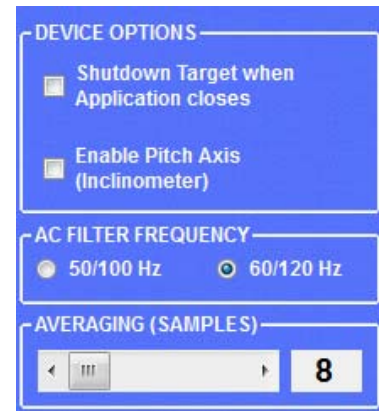 DEVICE OPTIONS
Shutdown Target when
Application closes
Enable Pitch Axis
(Inclinometer)
AC FILTER FREQUENCY
50/100 Hz 60/120 Hz
AVERAGING (SAMPLES)
8